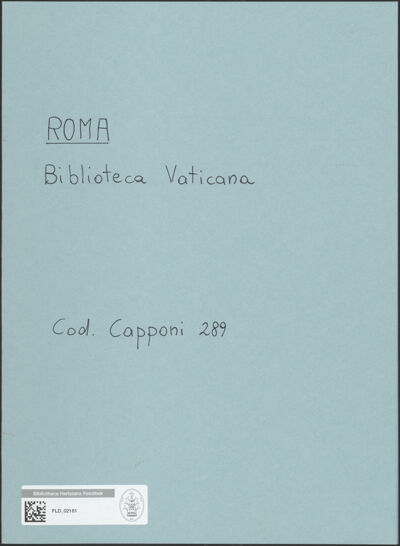 ROMA
Biblioteca Vaticana
Cod. Capponi 289
Bibliotheca Hertziana Fotothek
FLD_02181